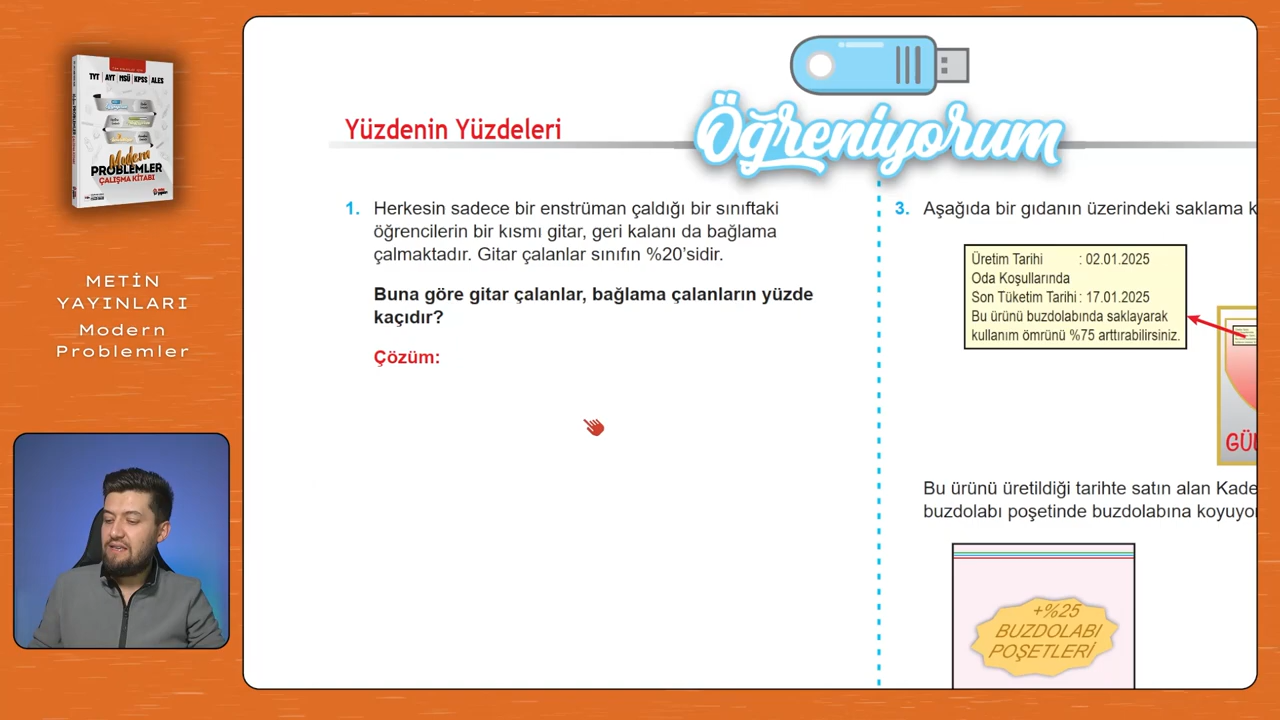 TYT AYT MSÜ KPSS ALES
Modern
PROBLEMLER
ÇALIŞMA KİTABI
METİN
YAYINLARI
Modern
Problemler
Yüzdenin Yüzdeleri
Öğreniyorum
1. Herkesin sadece bir enstrüman çaldığı bir sınıftaki
öğrencilerin bir kısmı gitar, geri kalanı da bağlama
çalmaktadır. Gitar çalanlar sınıfın %20’sidir.
Buna göre gitar çalanlar, bağlama çalanların yüzde
kaçıdır?
Çözüm:
3. Aşağıda bir gıdanın üzerindeki saklama k
Üretim Tarihi : 02.01.2025
Oda Koşullarında
Son Tüketim Tarihi : 17.01.2025
Bu ürünü buzdolabında saklayarak
kullanım ömrünü %75 arttırabilirsiniz.
GÜ
Bu ürünü üretildiği tarihte satın alan Kade
buzdolabı poşetinde buzdolabına koyuyo
+%25
BUZDOLABI
POŞETLERİ